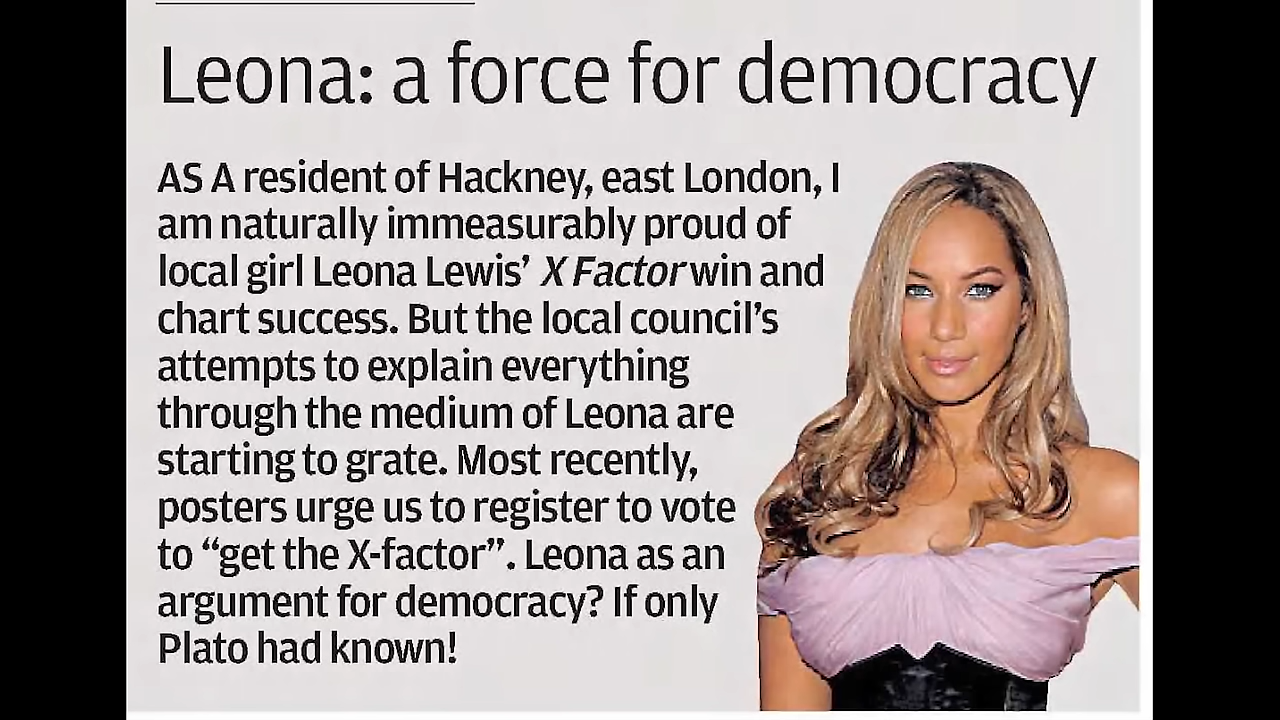 Leona: a force for democracy
AS A resident of Hackney, east London, I
am naturally immeasurably proud of
local girl Leona Lewis’ X Factor win and
chart success. But the local council’s
attempts to explain everything
through the medium of Leona are
starting to grate. Most recently,
posters urge us to register to vote
to “get the X-factor”. Leona as an
argument for democracy? If only
Plato had known!